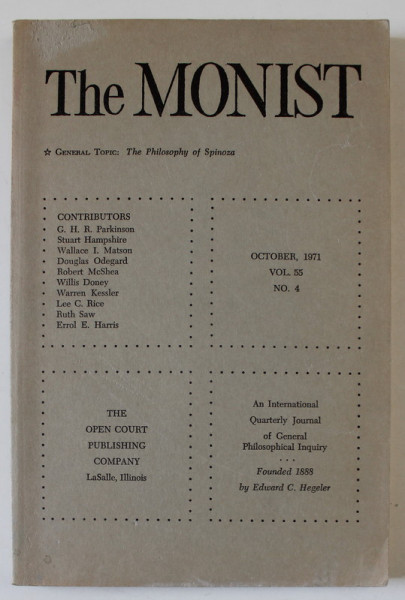 The MONIST
☆ GENERAL TOPIC: The Philosophy of Spinoza
CONTRIBUTORS
G. H. R. Parkinson
Stuart Hampshire
Wallace I. Matson
Douglas Odegard
Robert McShea
Willis Doney
Warren Kessler
Lee C. Rice
Ruth Saw
Errol E. Harris
OCTOBER, 1971
VOL. 55
NO. 4
THE
OPEN COURT
PUBLISHING
COMPANY
LaSalle, Illinois
An International
Quarterly Journal
of General
Philosophical Inquiry
. . .
Founded 1888
by Edward C. Hegeler